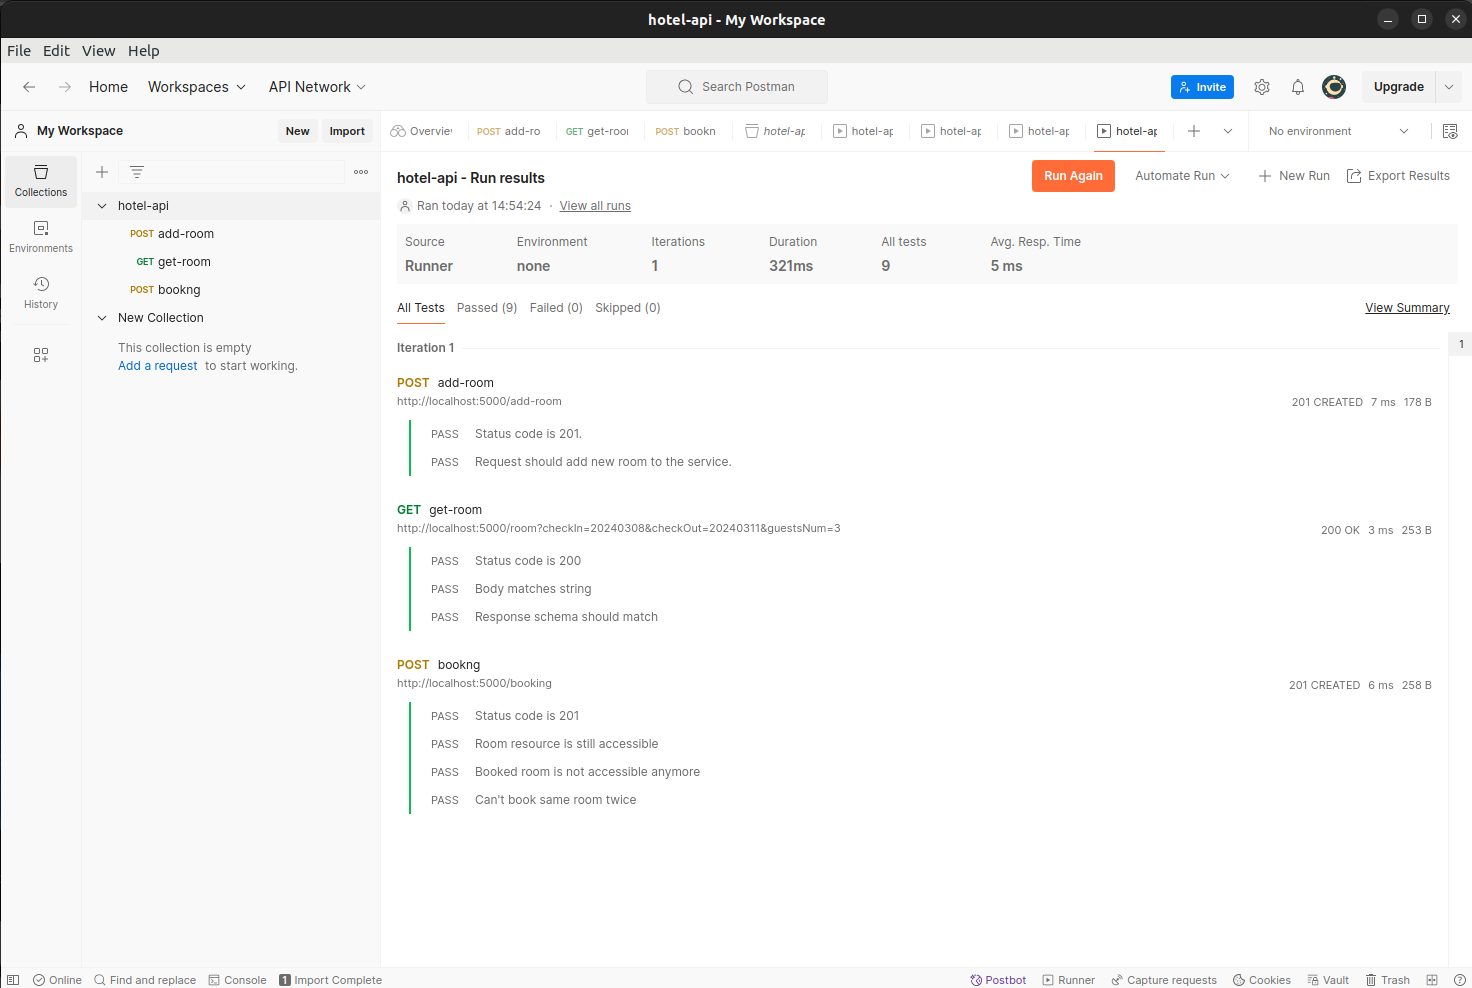 hotel-api - My Workspace
File Edit View Help
Home Workspaces API Network Search Postman Invite Upgrade
My Workspace New Import Overview POST add-ro GET get-roor POST bookn hotel-ap hotel-ap hotel-ap hotel-ap hotel-ap No environment
Collections
Environments
History
hotel-api
POST add-room
GET get-room
POST bookng
New Collection
This collection is empty
Add a request to start working.
hotel-api - Run results Run Again Automate Run New Run Export Results
Ran today at 14:54:24 · View all runs
Source Environment Iterations Duration All tests Avg. Resp. Time
Runner none 1 321ms 9 5 ms
All Tests Passed (9) Failed (0) Skipped (0) View Summary
Iteration 1 1
POST add-room
http://localhost:5000/add-room 201 CREATED 7 ms 178 B
PASS Status code is 201.
PASS Request should add new room to the service.
GET get-room
http://localhost:5000/room?checkIn=20240308&checkOut=20240311&guestsNum=3 200 OK 3 ms 253 B
PASS Status code is 200
PASS Body matches string
PASS Response schema should match
POST bookng
http://localhost:5000/booking 201 CREATED 6 ms 258 B
PASS Status code is 201
PASS Room resource is still accessible
PASS Booked room is not accessible anymore
PASS Can't book same room twice
Online Find and replace Console 1 Import Complete Postbot Runner Capture requests Cookies Vault Trash